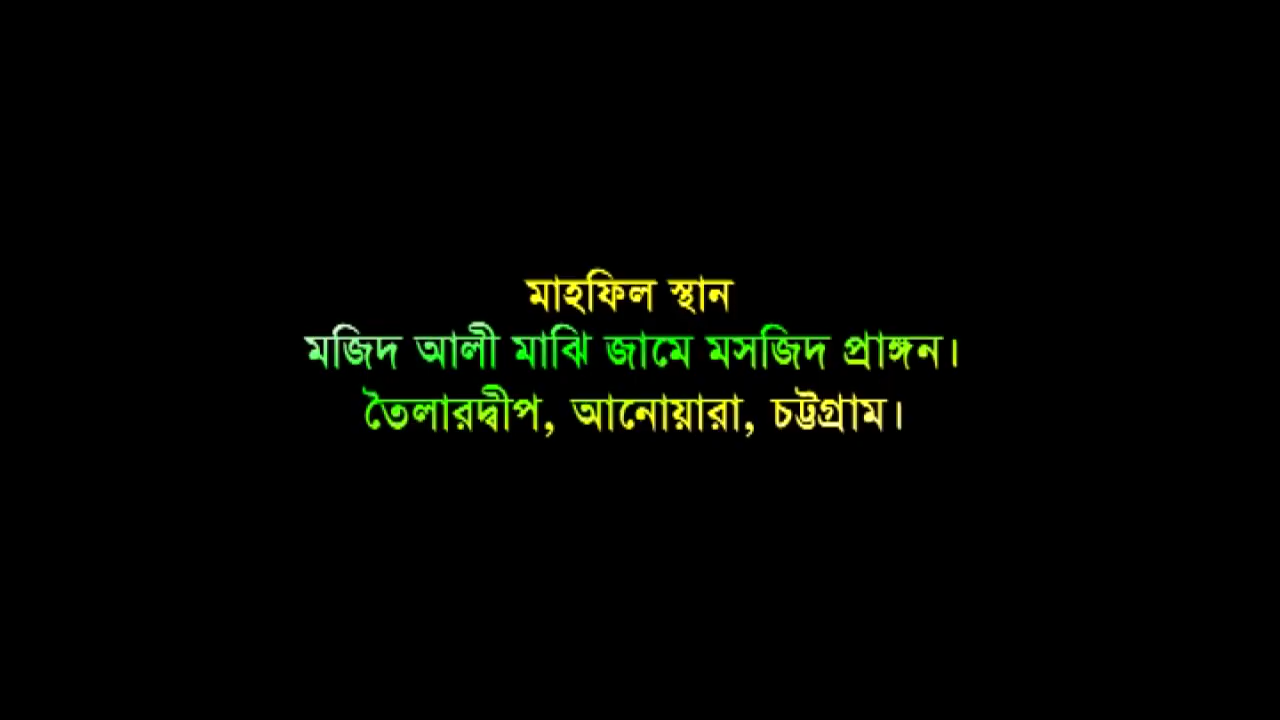 মাহফিল স্থান
মজিদ আলী মাঝি জামে মসজিদ প্রাঙ্গন।
তৈলারদ্বীপ, আনোয়ারা, চট্টগ্রাম।